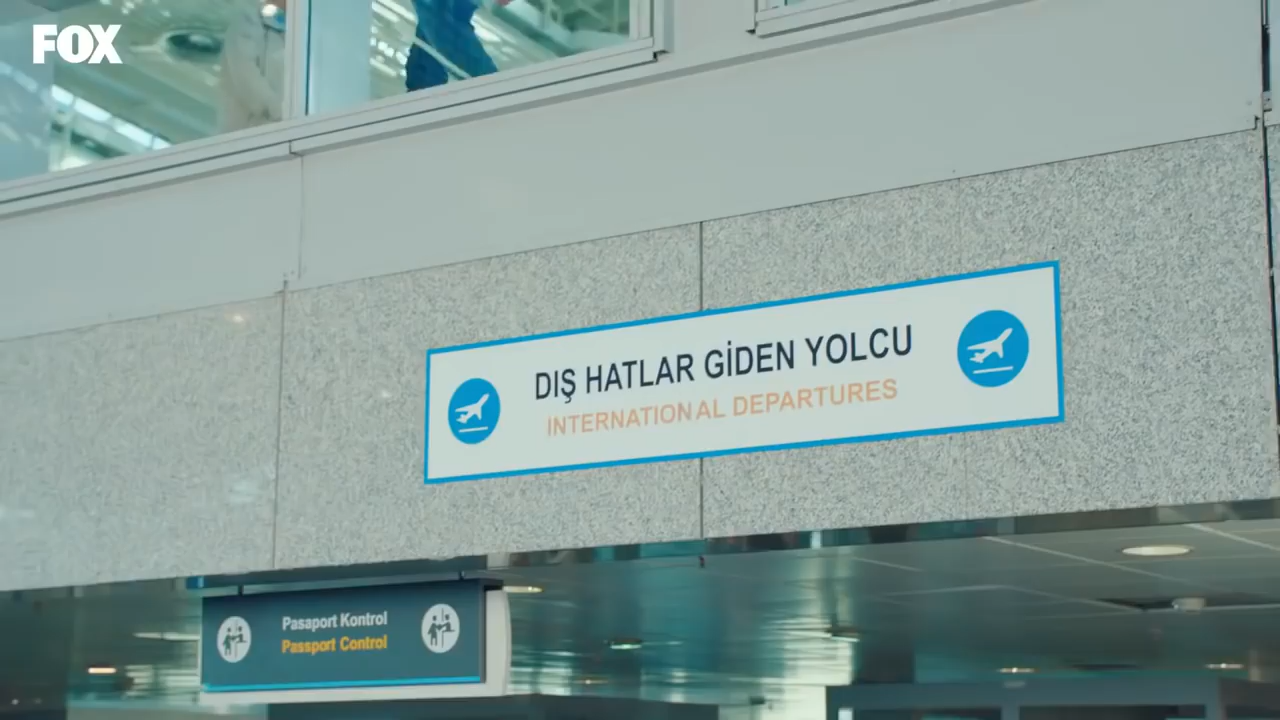 FOX
DIŞ HATLAR GİDEN YOLCU
INTERNATIONAL DEPARTURES
Pasaport Kontrol
Passport Control